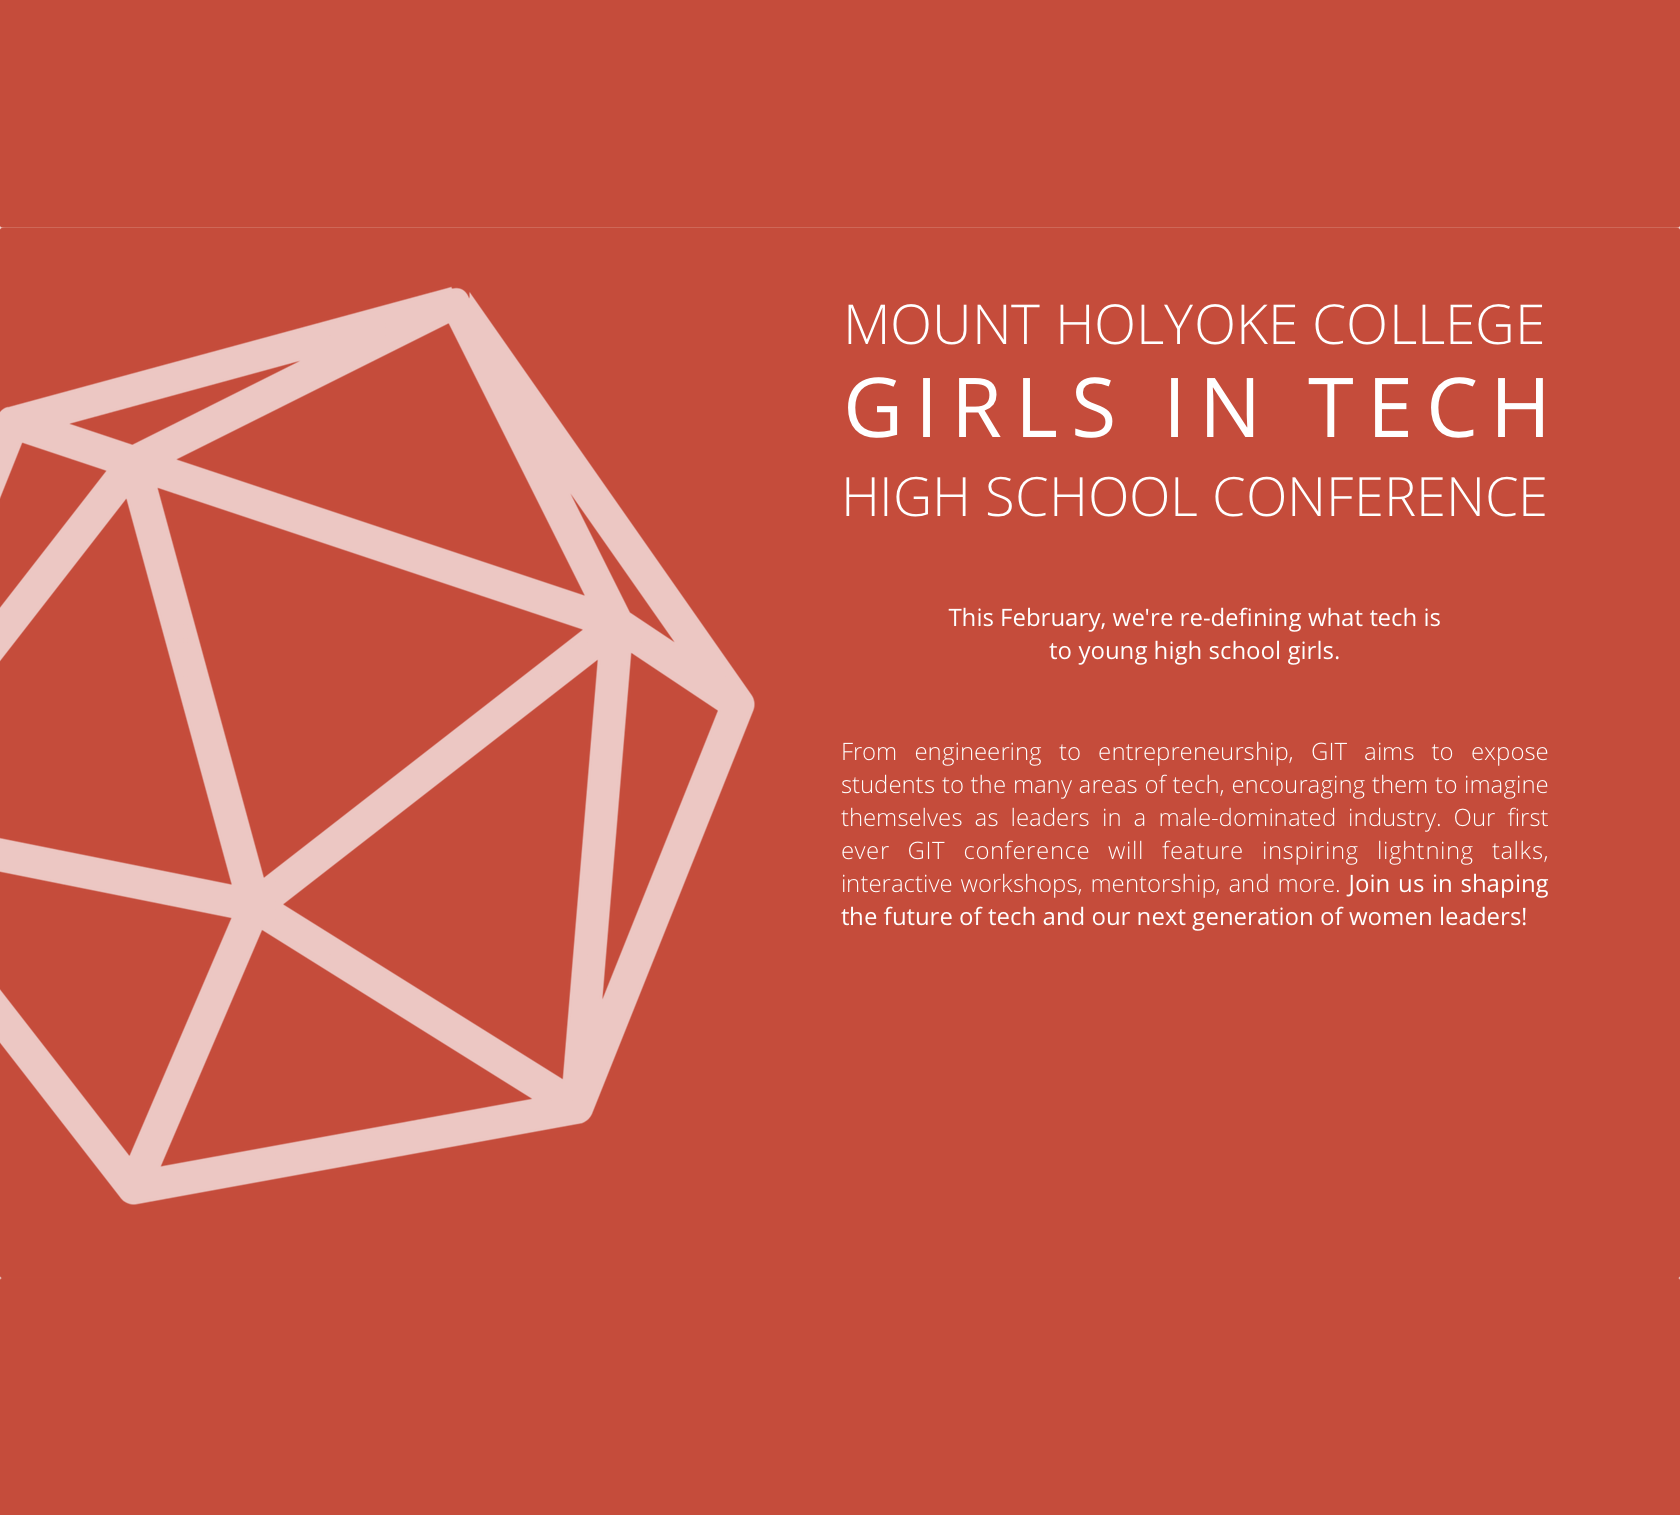 MOUNT HOLYOKE COLLEGE
GIRLS IN TECH
HIGH SCHOOL CONFERENCE
This February, we're re-defining what tech is
to young high school girls.
From engineering to entrepreneurship, GIT aims to expose
students to the many areas of tech, encouraging them to imagine
themselves as leaders in a male-dominated industry. Our first
ever GIT conference will feature inspiring lightning talks,
interactive workshops, mentorship, and more. Join us in shaping
the future of tech and our next generation of women leaders!